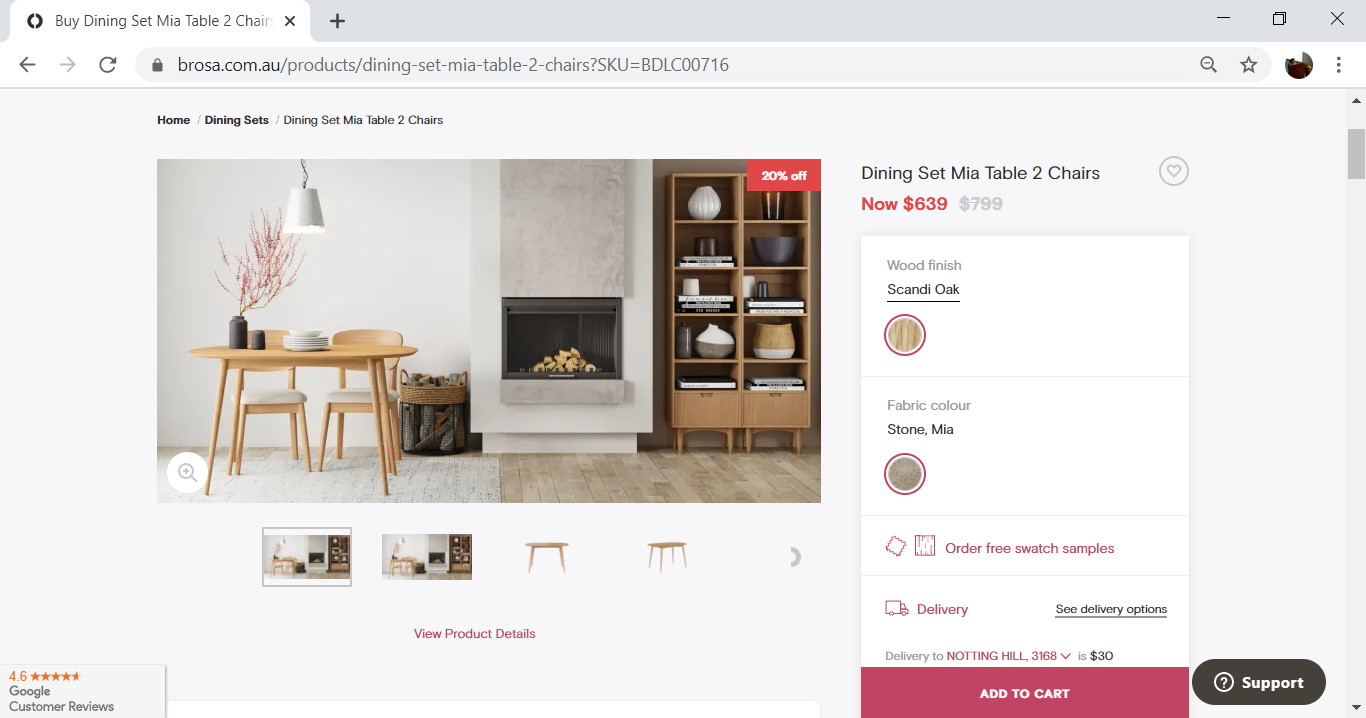 Buy Dining Set Mia Table 2 Chairs
brosa.com.au/products/dining-set-mia-table-2-chairs?SKU=BDLC00716
Home / Dining Sets / Dining Set Mia Table 2 Chairs
20% off
Dining Set Mia Table 2 Chairs
Now $639 $799
Wood finish
Scandi Oak
Fabric colour
Stone, Mia
Order free swatch samples
Delivery
See delivery options
Delivery to NOTTING HILL, 3168 is $30
ADD TO CART
View Product Details
4.6
Google
Customer Reviews
Support